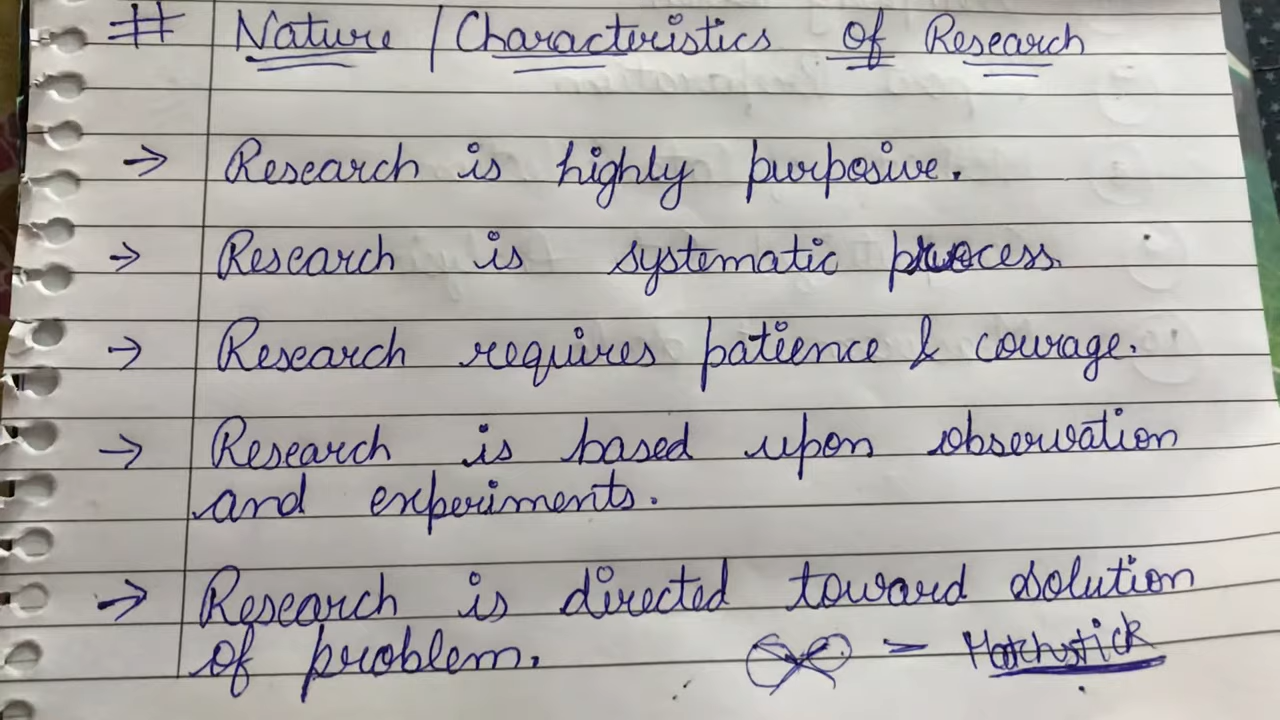 # Nature / Characteristics of Research
→ Research is highly purposive.
→ Research is systematic process.
→ Research requires patience & courage.
→ Research is based upon observation
and experiments.
→ Research is directed toward solution
of problem.
= Matchstick